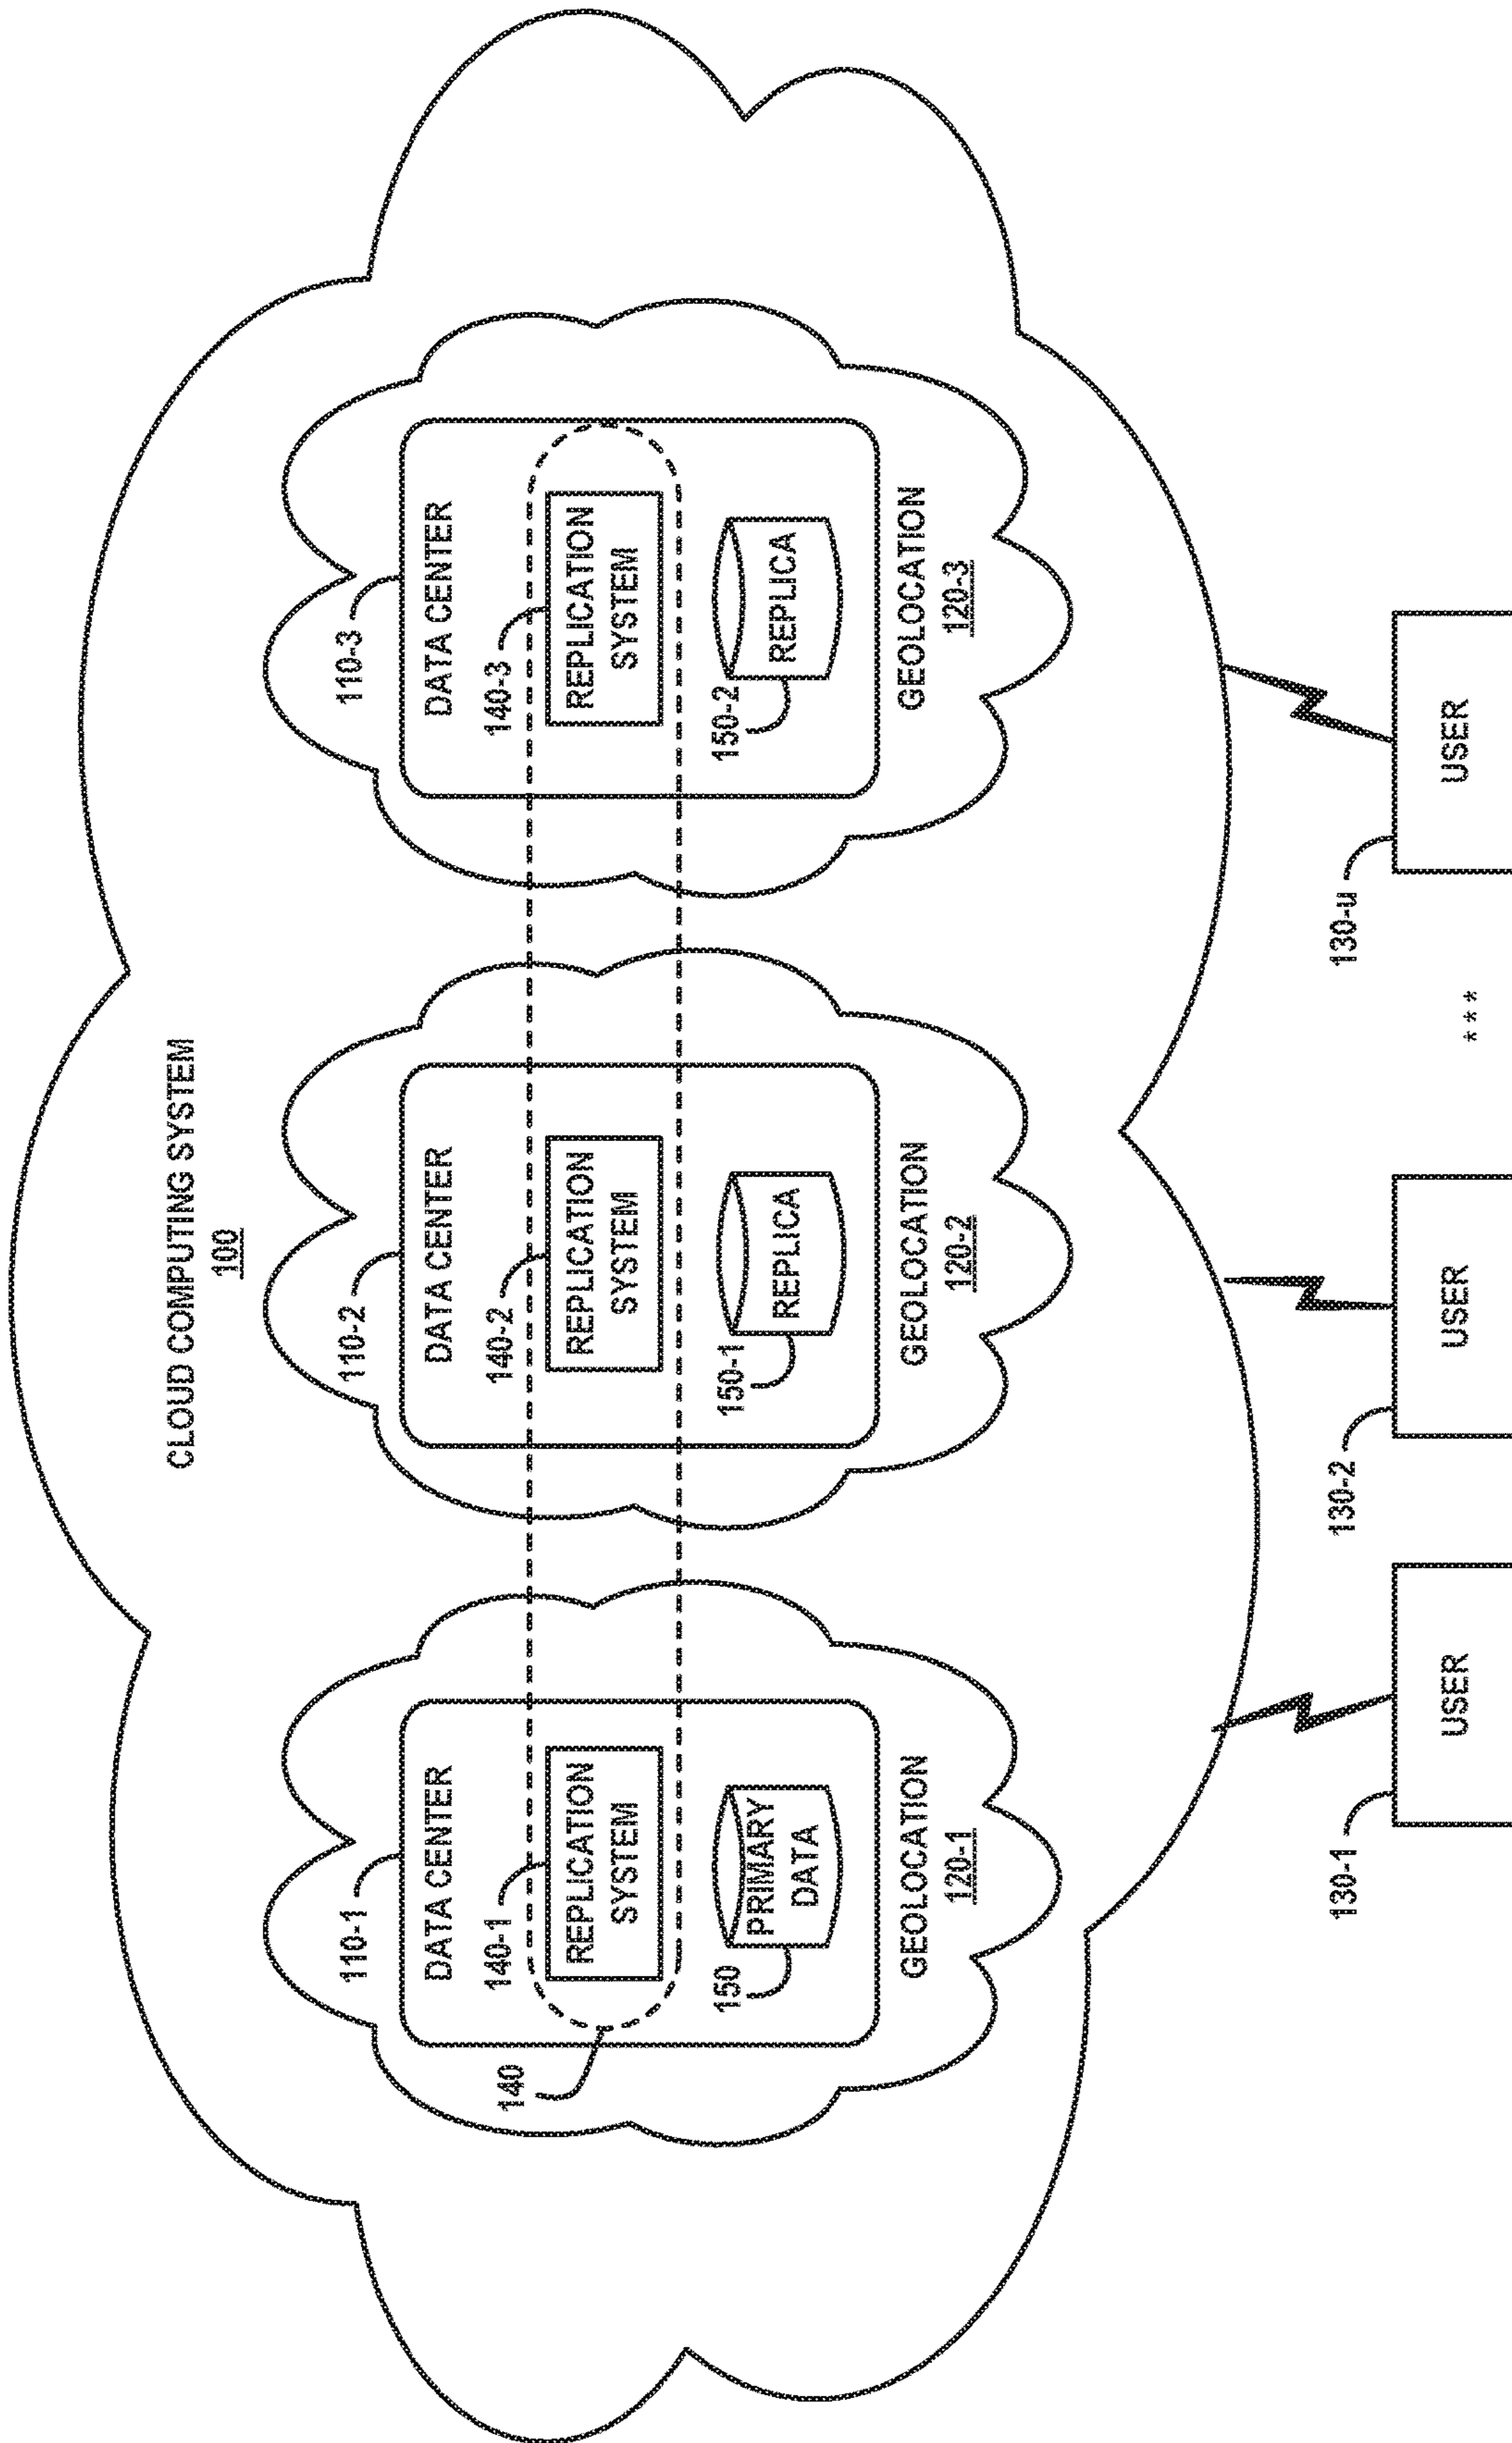 CLOUD COMPUTING SYSTEM
100
110-1
DATA CENTER
140
140-1
REPLICATION
SYSTEM
150
PRIMARY
DATA
GEOLOCATION
120-1
110-2
DATA CENTER
140-2
REPLICATION
SYSTEM
150-1
REPLICA
GEOLOCATION
120-2
110-3
DATA CENTER
140-3
REPLICATION
SYSTEM
150-2
REPLICA
GEOLOCATION
120-3
130-1
USER
130-2
USER
***
130-u
USER